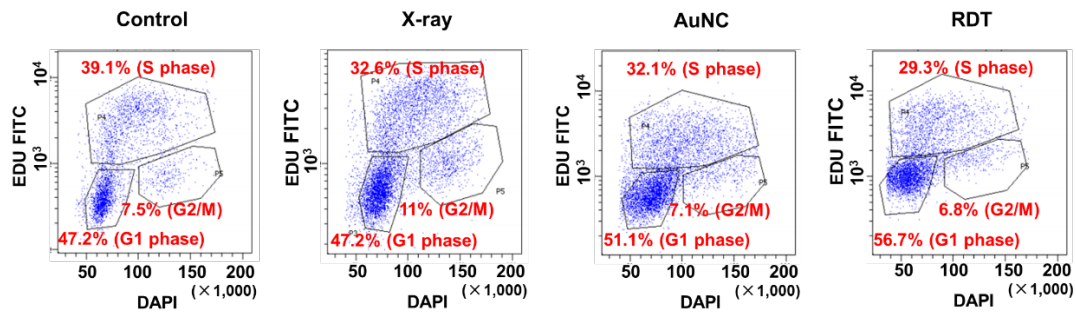 Control
X-ray
AuNC
RDT
39.1% (S phase)
32.6% (S phase)
32.1% (S phase)
29.3% (S phase)
EDU FITC
10⁴
10³
P4
P5
7.5% (G2/M)
47.2% (G1 phase)
50 100 150 200
(×1,000)
DAPI
EDU FITC
10³
P4
P5
11% (G2/M)
47.2% (G1 phase)
50 100 150 200
(×1,000)
DAPI
EDU FITC
10⁴
10³
P4
P5
7.1% (G2/M)
51.1% (G1 phase)
50 100 150 200
(×1,000)
DAPI
EDU FITC
10⁴
10³
P4
P5
6.8% (G2/M)
56.7% (G1 phase)
50 100 150 200
(×1,000)
DAPI